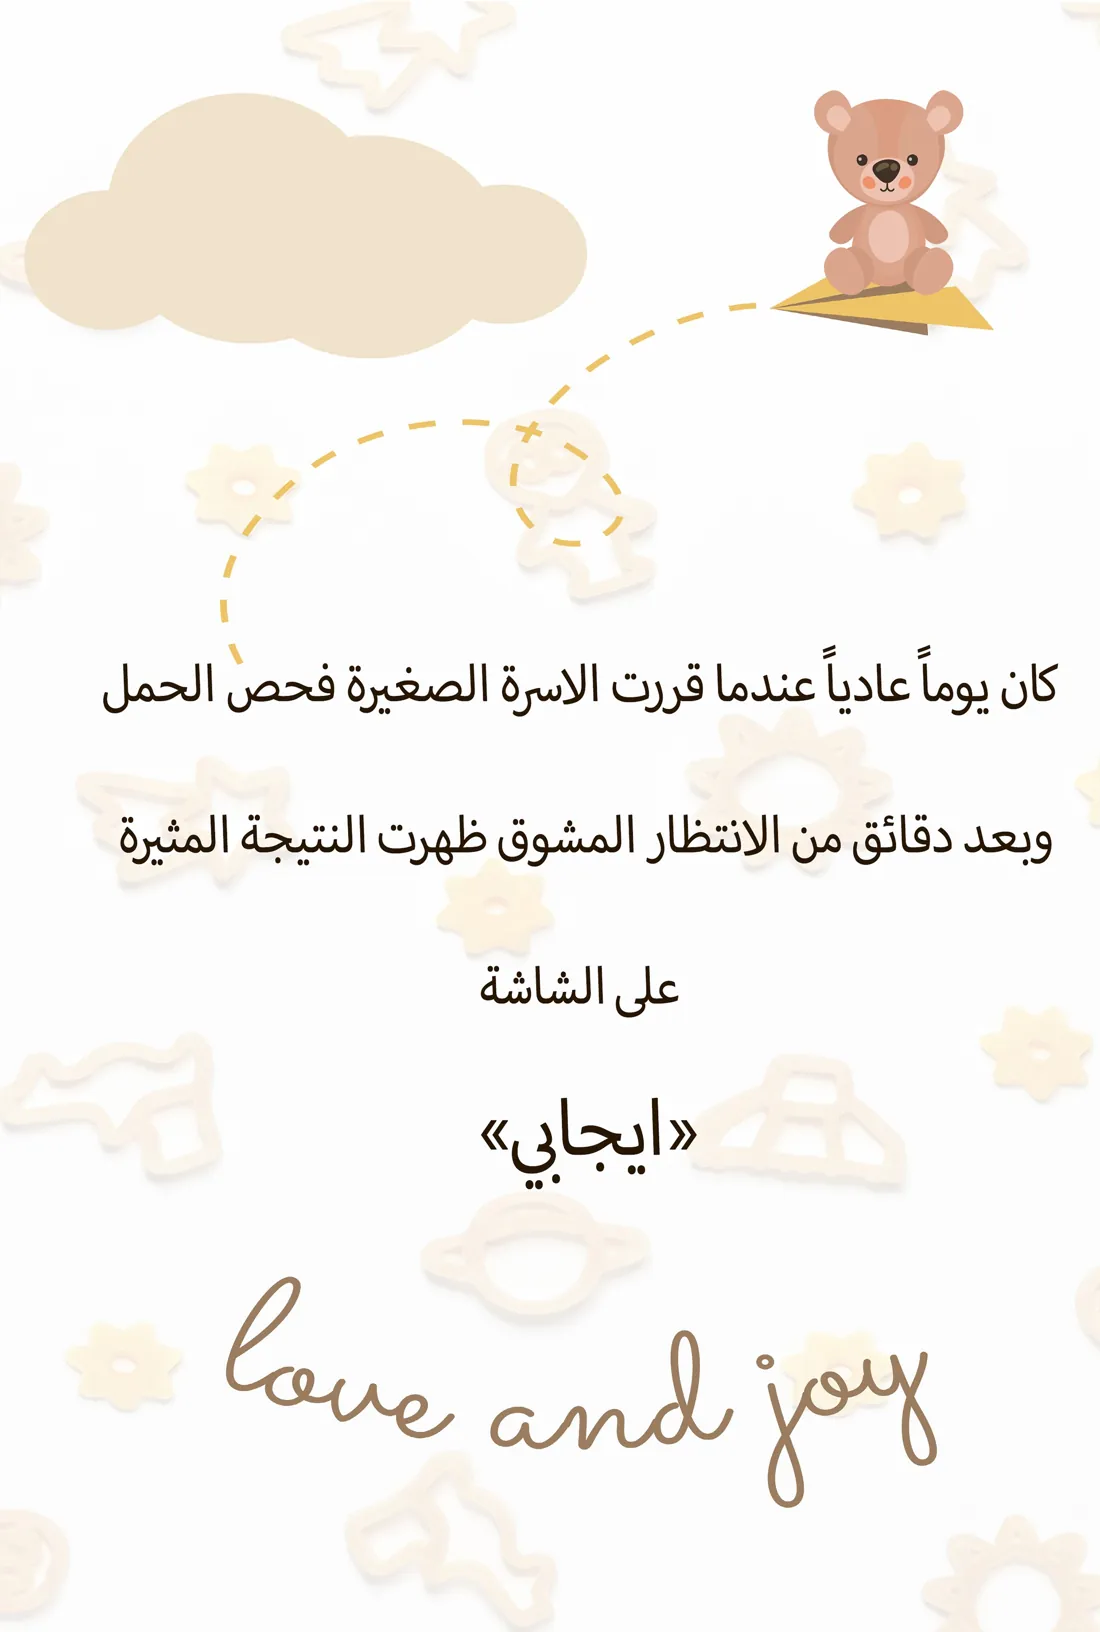 كان يوماً عادياً عندما قررت الاسرة الصغيرة فحص الحمل
وبعد دقائق من الانتظار المشوق ظهرت النتيجة المثيرة
على الشاشة
«ايجابي»
love and joy